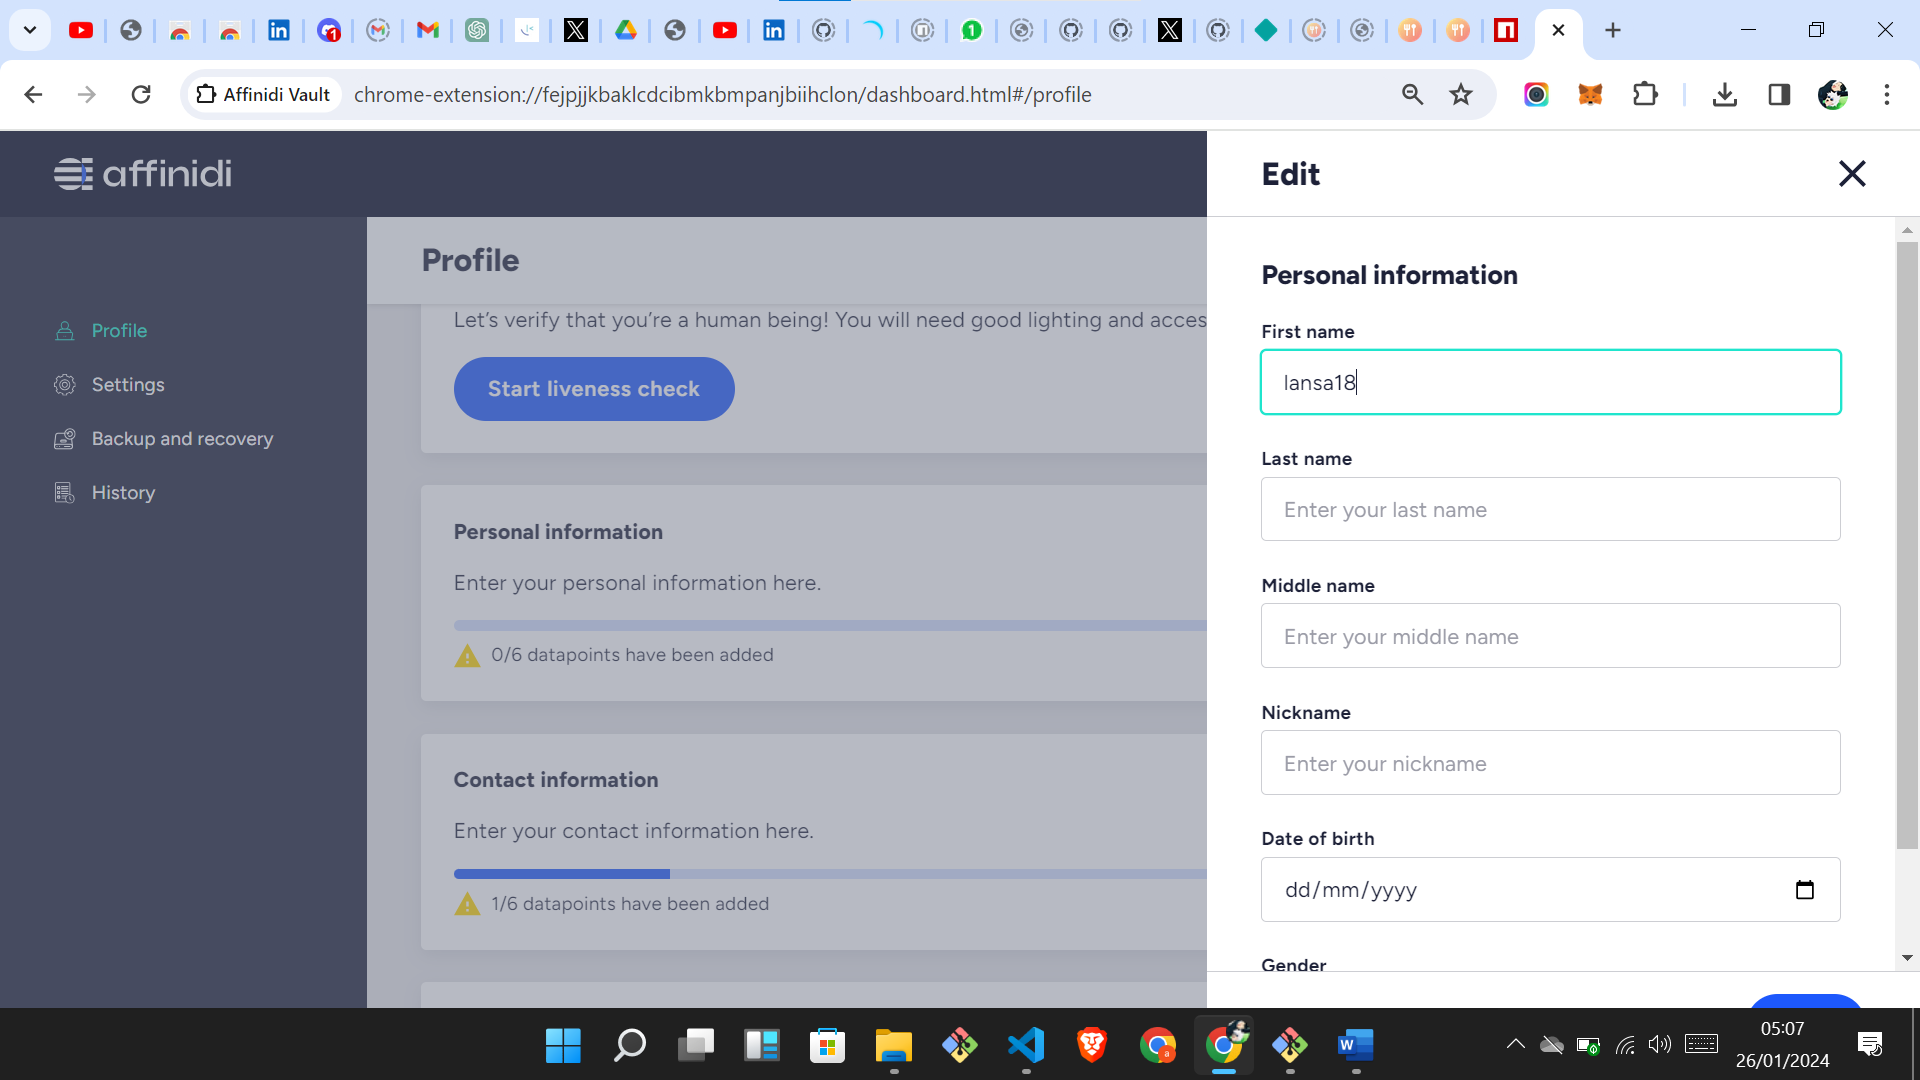 Affinidi Vault
chrome-extension://fejpjjkbaklcdcibmkbmpanjbiihclon/dashboard.html#/profile
affinidi
Profile
Settings
Backup and recovery
History
Profile
Let's verify that you're a human being! You will need good lighting and acces
Start liveness check
Personal information
Enter your personal information here.
0/6 datapoints have been added
Contact information
Enter your contact information here.
1/6 datapoints have been added
Edit
Personal information
First name
lansa18
Last name
Enter your last name
Middle name
Enter your middle name
Nickname
Enter your nickname
Date of birth
dd/mm/yyyy
Gender
05:07
26/01/2024